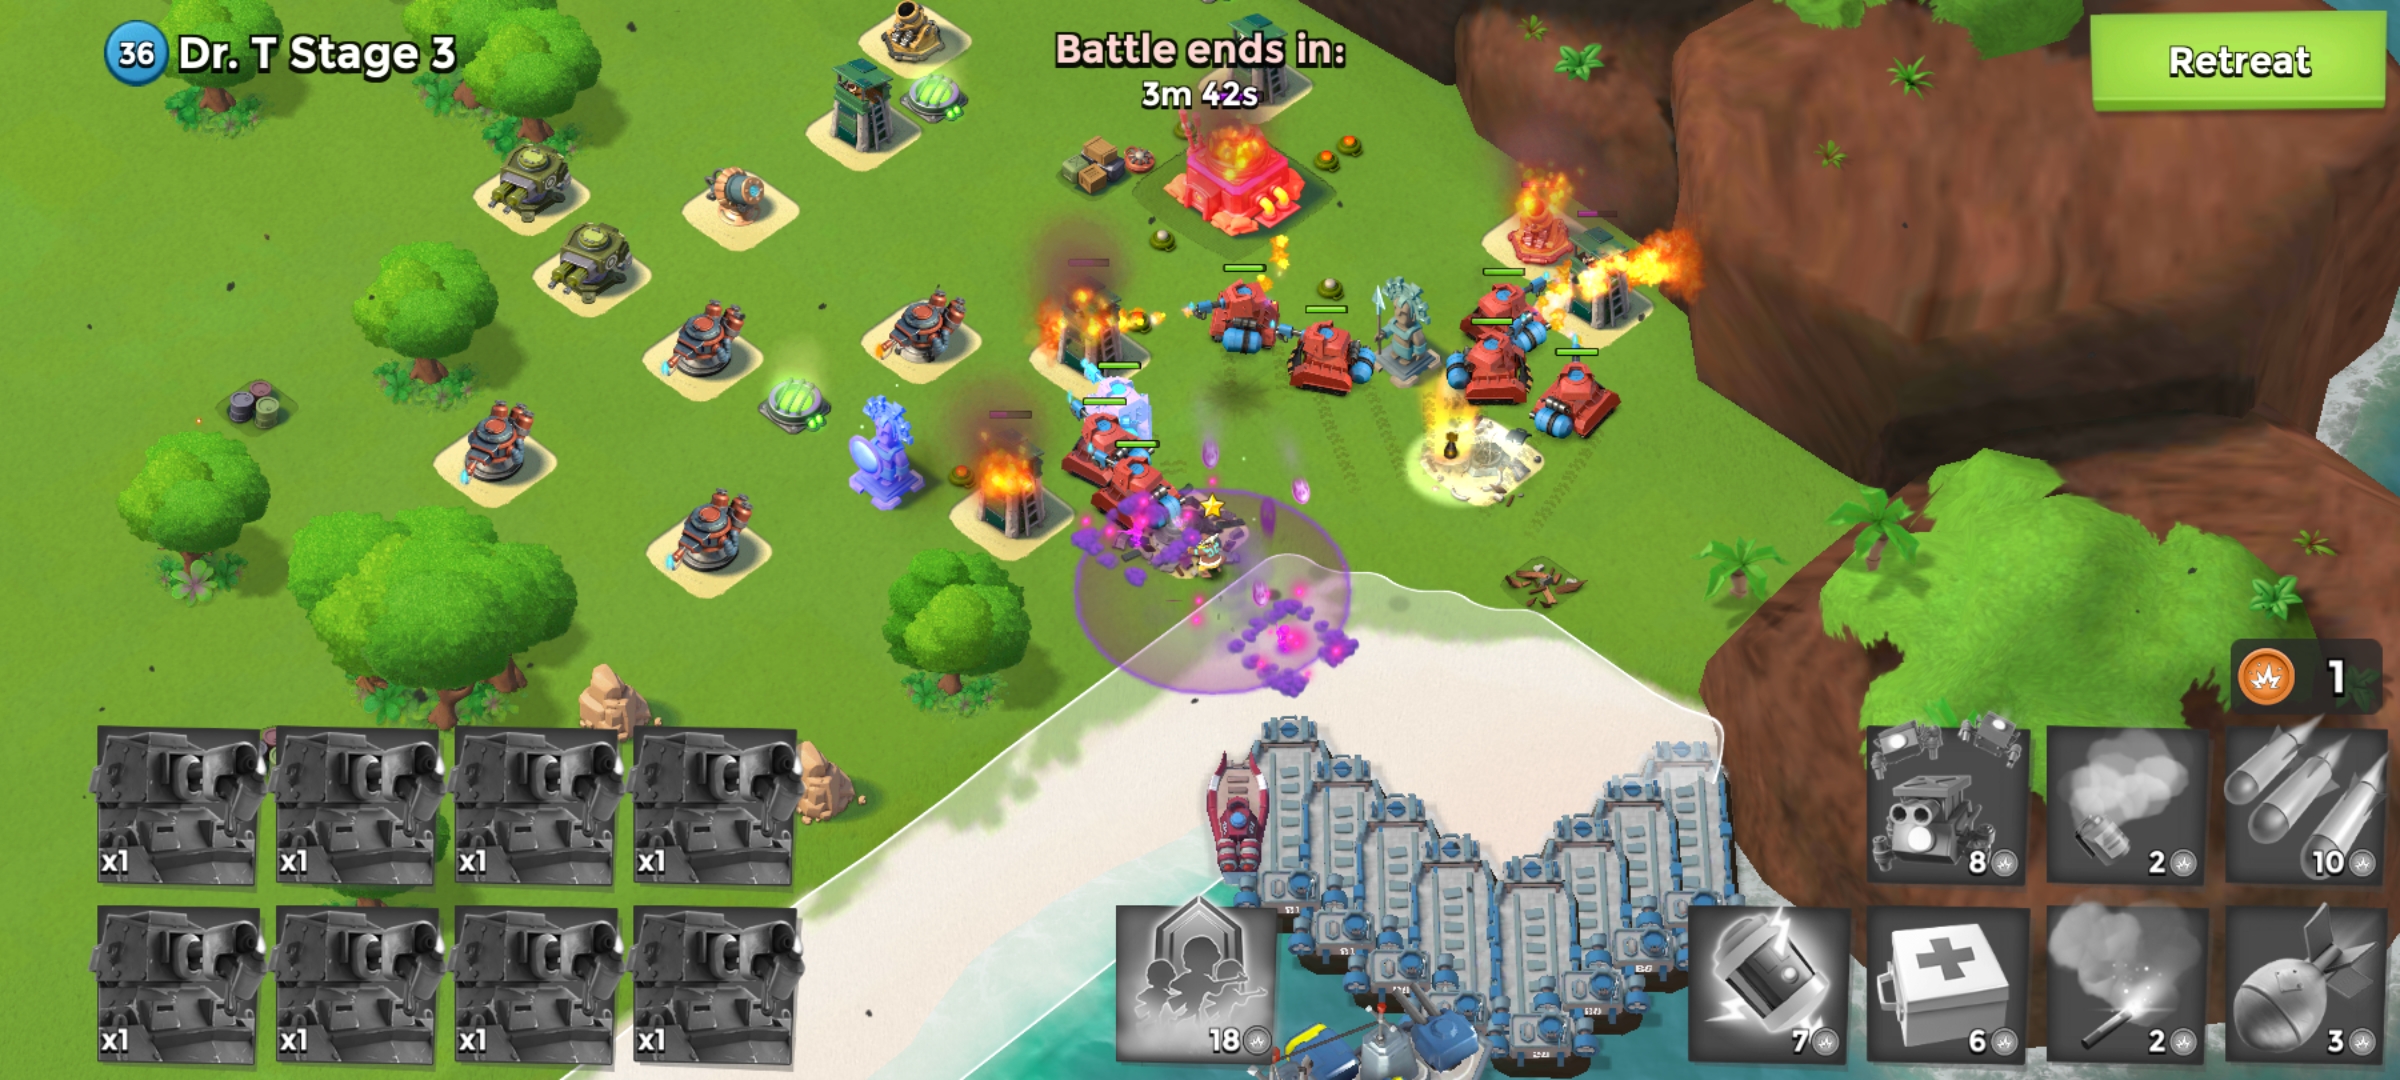 36 Dr. T Stage 3
Battle ends in:
3m 42s
Retreat
1
x1 x1 x1 x1
8 2 10
x1 x1 x1 x1
18 7 6 2 3